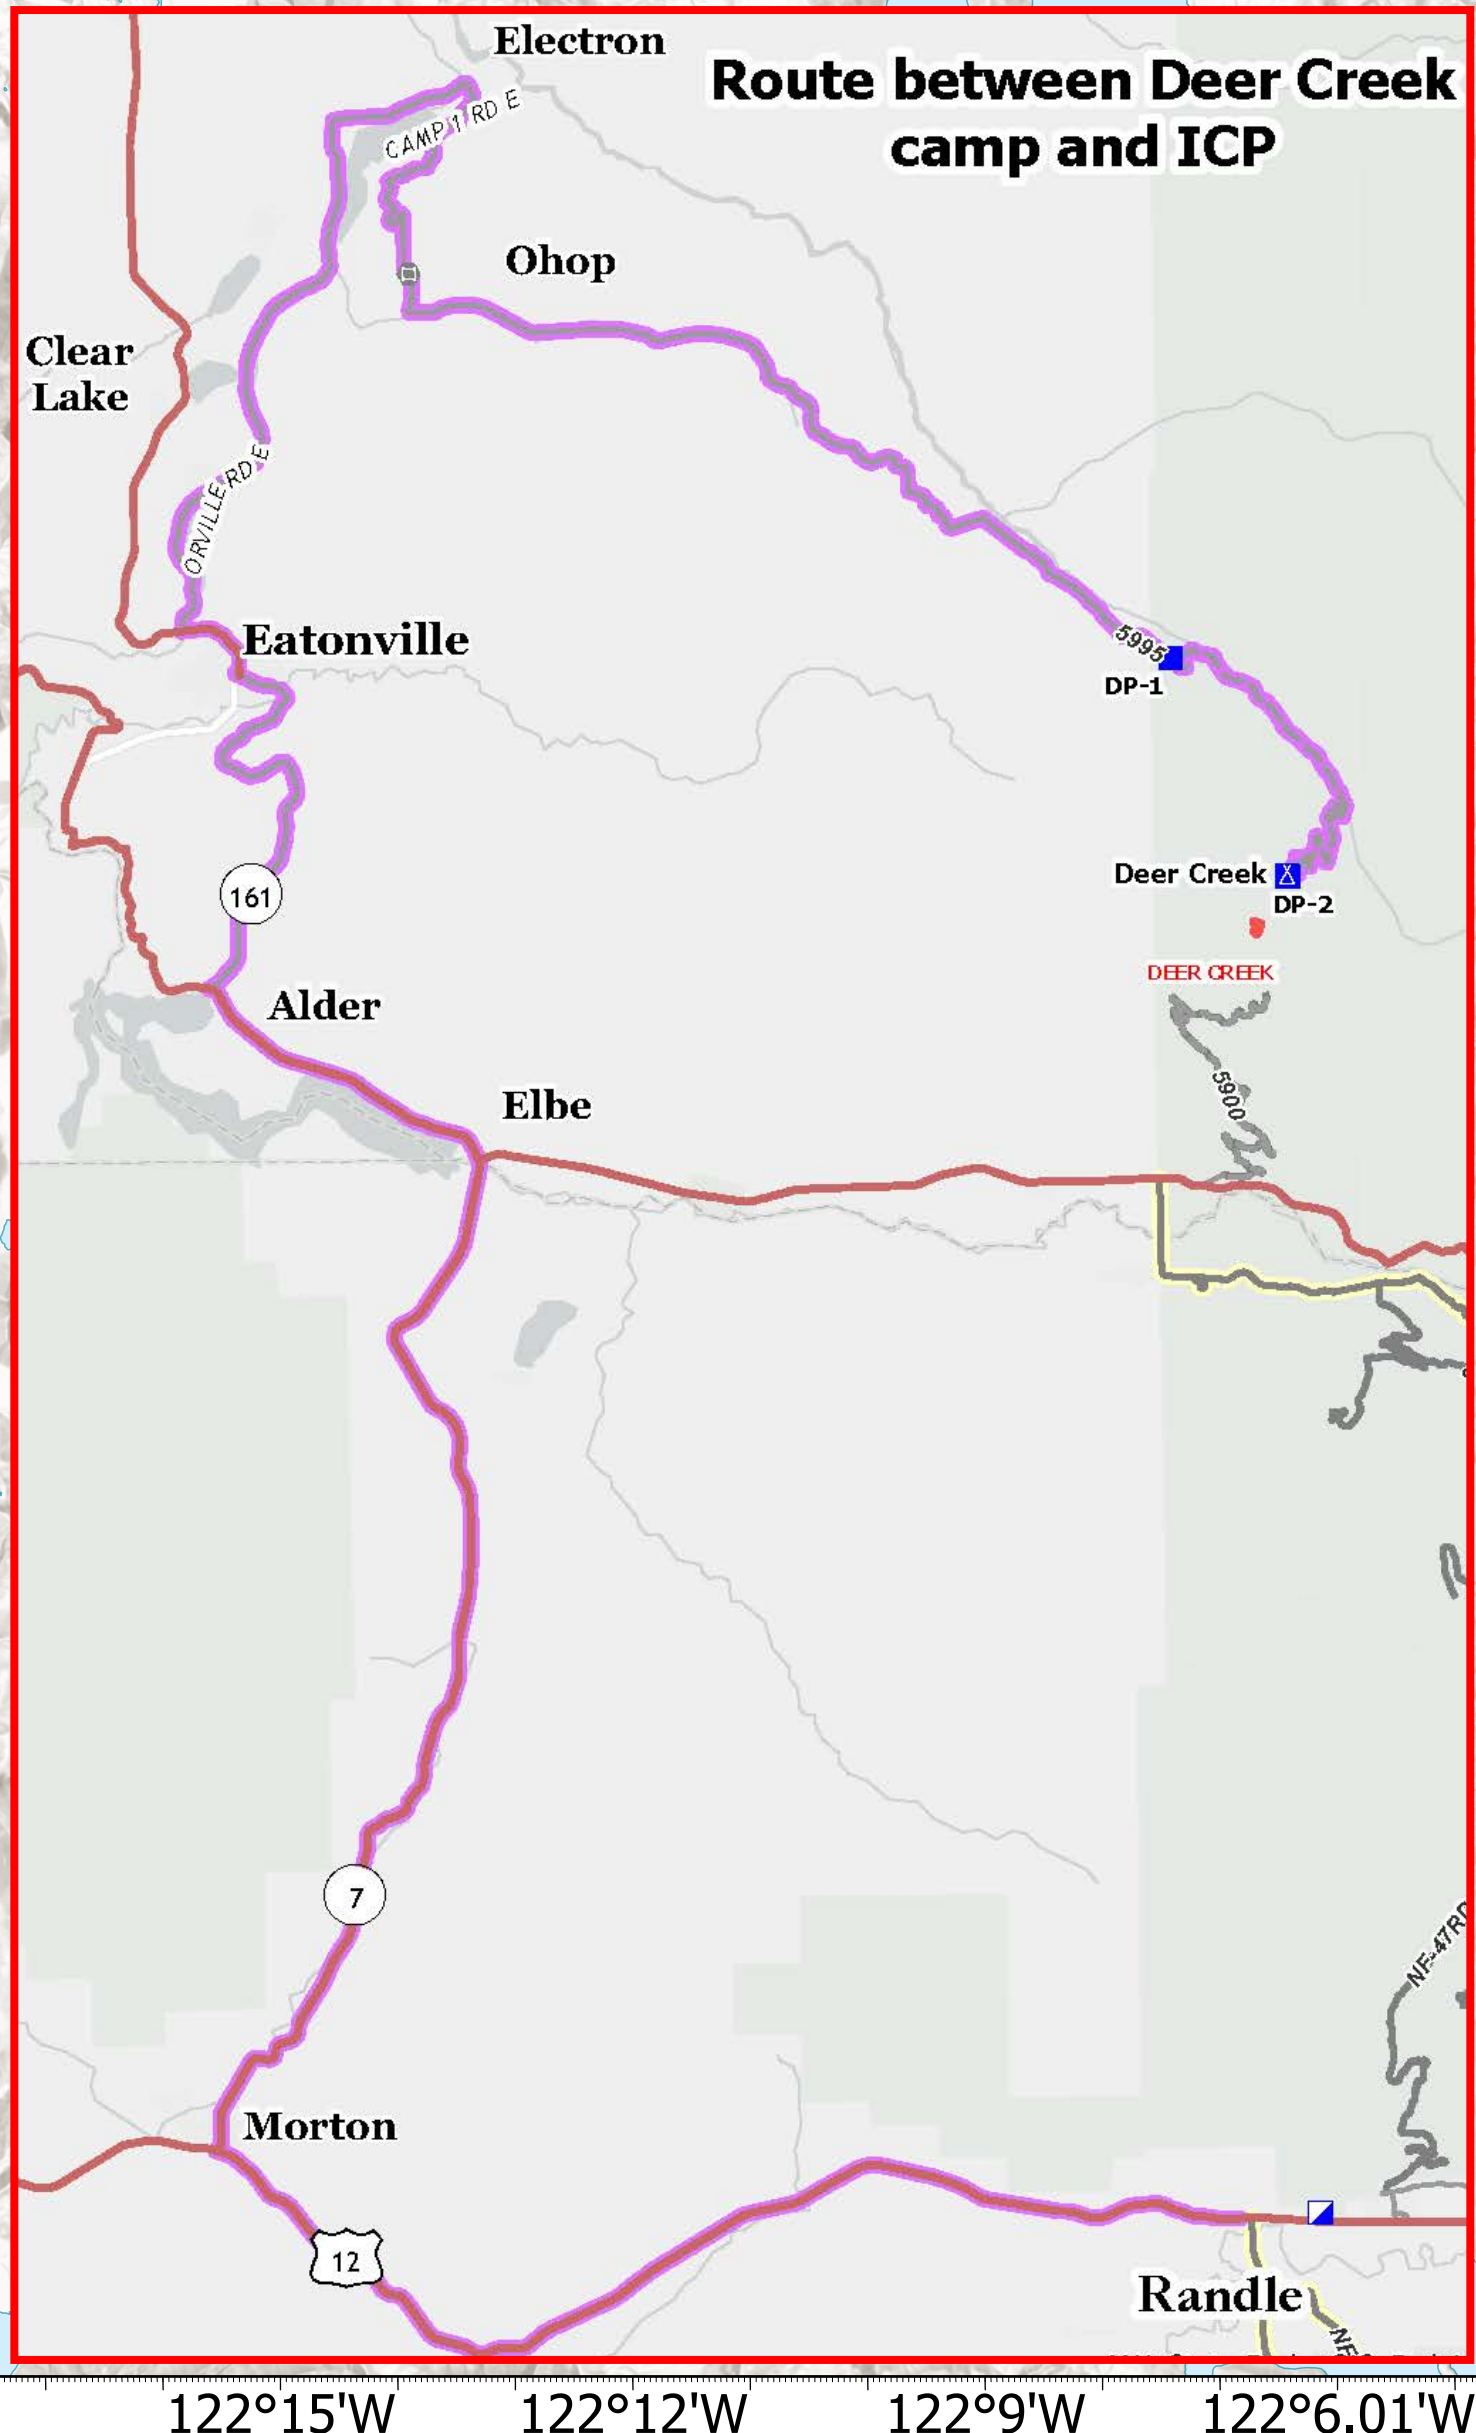 Electron
Route between Deer Creek
camp and ICP
CAMP 1 RD E
Ohop
Clear
Lake
ORVILLE RD E
Eatonville
5995
DP-1
161
Deer Creek
DP-2
DEER CREEK
Alder
5900
Elbe
7
NF-47RD
Morton
12
Randle
NF
122°15'W 122°12'W 122°9'W 122°6.01'W